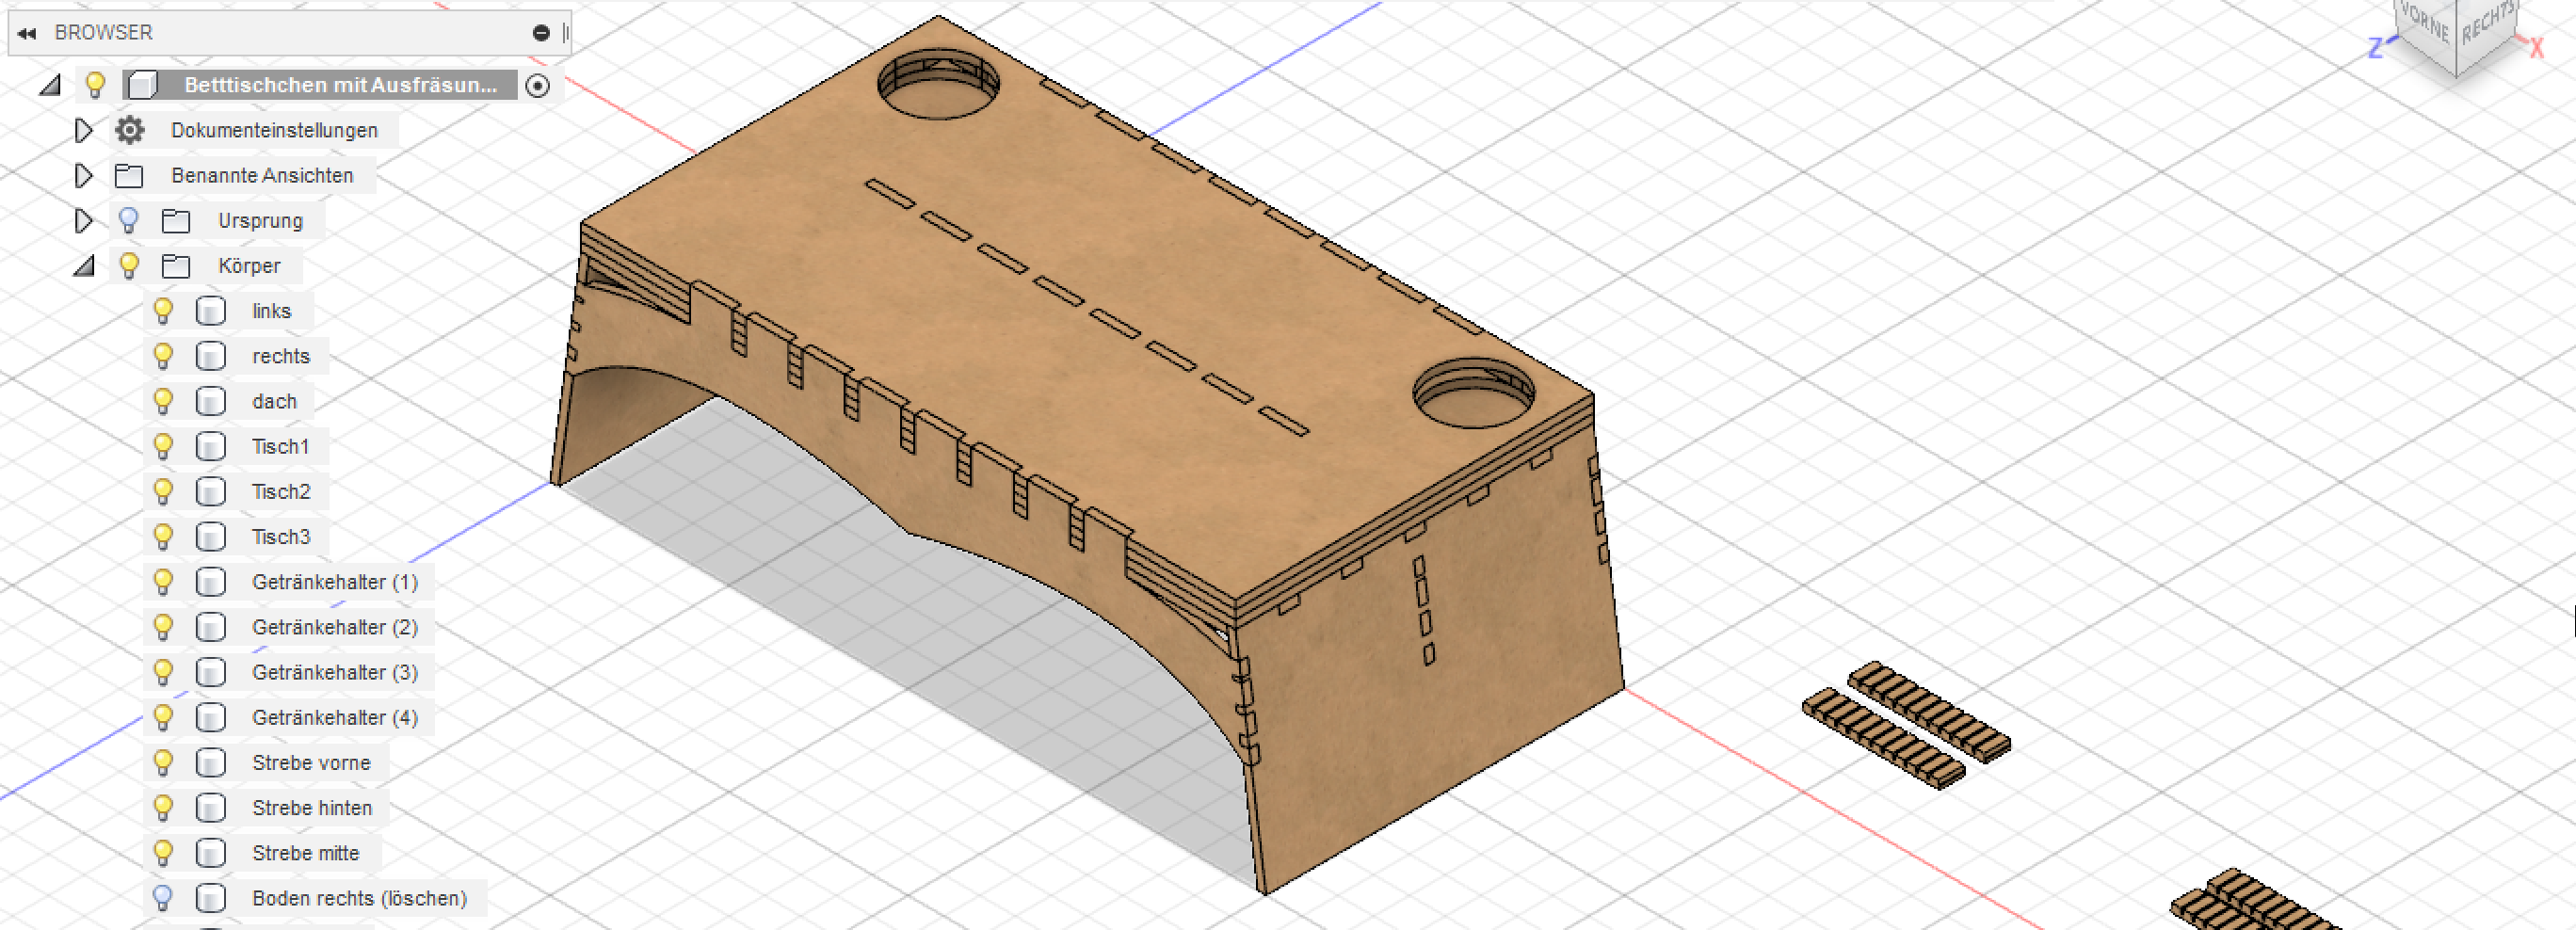 BROWSER
Betttischchen mit Ausfräsun...
Dokumenteinstellungen
Benannte Ansichten
Ursprung
Körper
links
rechts
dach
Tisch1
Tisch2
Tisch3
Getränkehalter (1)
Getränkehalter (2)
Getränkehalter (3)
Getränkehalter (4)
Strebe vorne
Strebe hinten
Strebe mitte
Boden rechts (löschen)
VORNE
RECHTS
Z
X